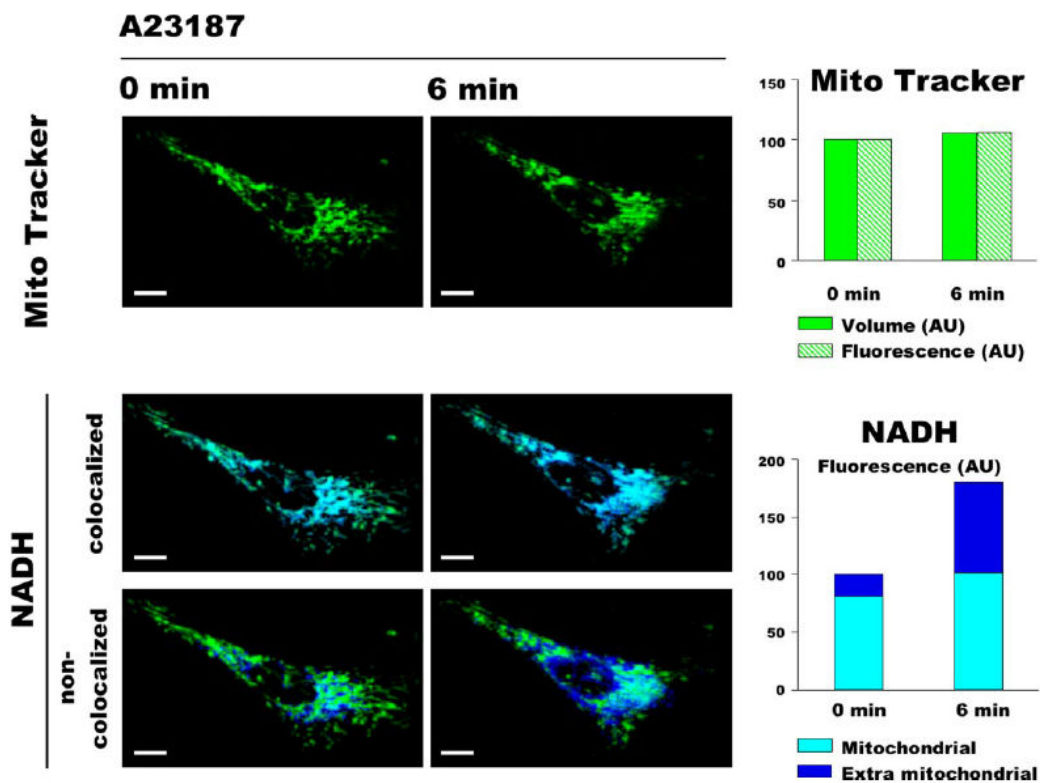 A23187
0 min
6 min
Mito Tracker
Mito Tracker
150
100
50
0
0 min
6 min
Volume (AU)
Fluorescence (AU)
NADH
colocalized
non-
colocalized
NADH
Fluorescence (AU)
200
150
100
50
0
0 min
6 min
Mitochondrial
Extra mitochondrial